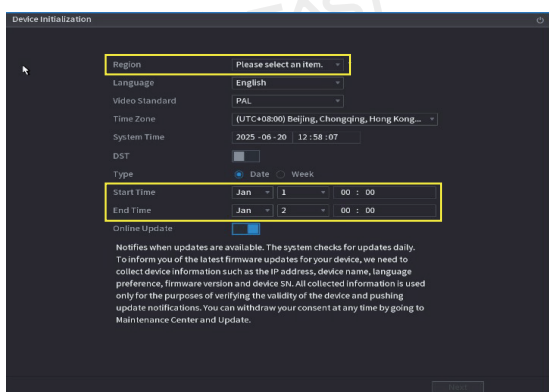 Device Initialization
Region Please select an item.
Language English
Video Standard PAL
Time Zone (UTC+08:00) Beijing, Chongqing, Hong Kong...
System Time 2025 -06 -20 12 : 58 : 07
DST
Type Date Week
Start Time Jan 1 00 : 00
End Time Jan 2 00 : 00
Online Update
Notifies when updates are available. The system checks for updates daily.
To inform you of the latest firmware updates for your device, we need to
collect device information such as the IP address, device name, language
preference, firmware version and device SN. All collected information is used
only for the purposes of verifying the validity of the device and pushing
update notifications. You can withdraw your consent at any time by going to
Maintenance Center and Update.
Next